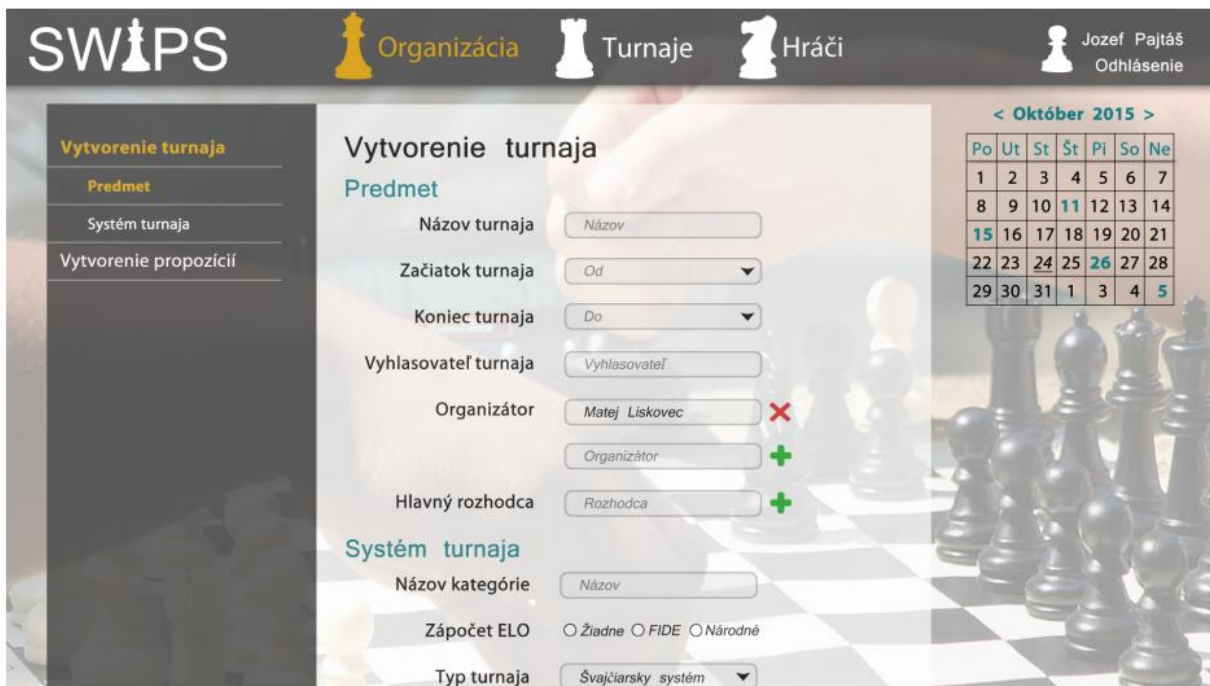 SWIPS
Organizácia
Turnaje
Hráči
Jozef Pajtáš
Odhlásenie
Vytvorenie turnaja
Predmet
Systém turnaja
Vytvorenie propozícií
Vytvorenie turnaja
Predmet
Názov turnaja Názov
Začiatok turnaja Od
Koniec turnaja Do
Vyhlasovateľ turnaja Vyhlasovateľ
Organizátor Matej Liskovec
Organizátor
Hlavný rozhodca Rozhodca
Systém turnaja
Názov kategórie Názov
Zápočet ELO Žiadne FIDE Národné
Typ turnaja Švajčiarsky systém
< Október 2015 >
Po Ut St Št Pi So Ne
1 2 3 4 5 6 7
8 9 10 11 12 13 14
15 16 17 18 19 20 21
22 23 24 25 26 27 28
29 30 31 1 3 4 5